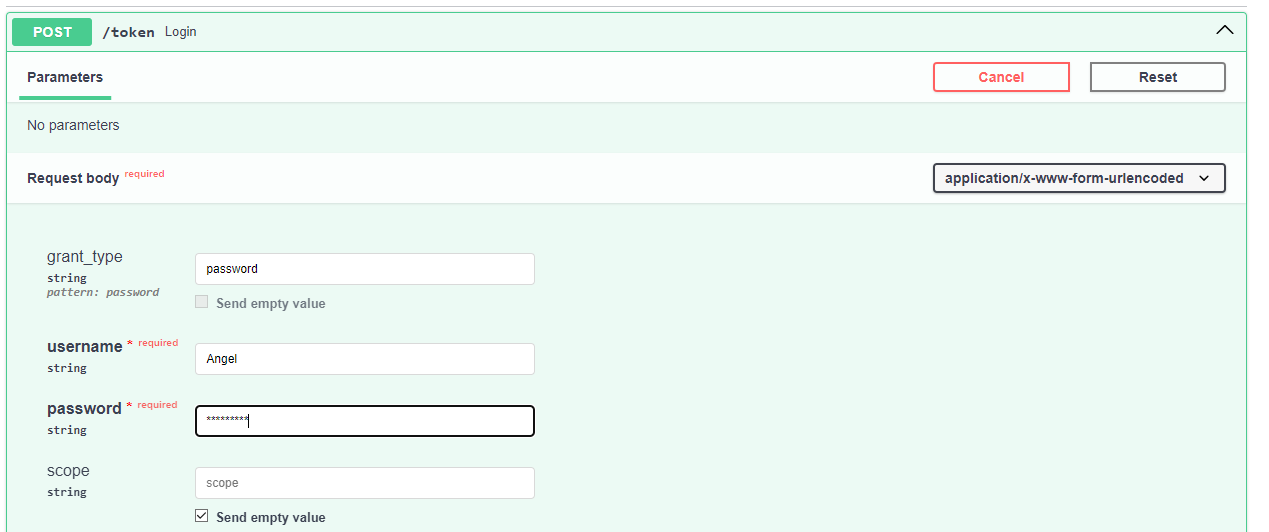 POST /token Login
Parameters Cancel Reset
No parameters
Request body required application/x-www-form-urlencoded
grant_type
string
pattern: password
password
Send empty value
username * required
string
Angel
password * required
string
*********
scope
string
scope
Send empty value